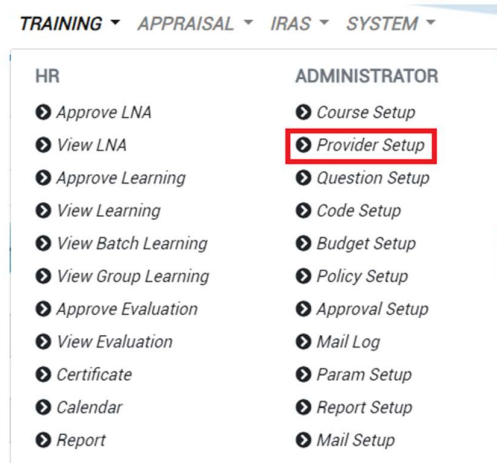 TRAINING APPRAISAL IRAS SYSTEM
HR
Approve LNA
View LNA
Approve Learning
View Learning
View Batch Learning
View Group Learning
Approve Evaluation
View Evaluation
Certificate
Calendar
Report
ADMINISTRATOR
Course Setup
Provider Setup
Question Setup
Code Setup
Budget Setup
Policy Setup
Approval Setup
Mail Log
Param Setup
Report Setup
Mail Setup